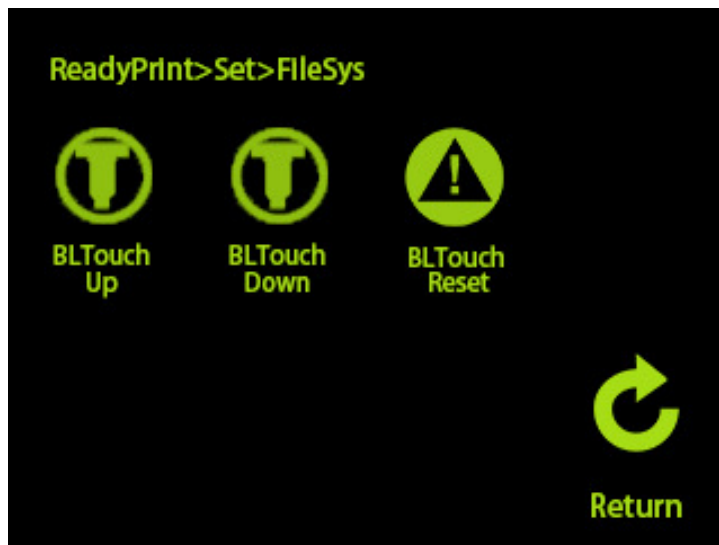 ReadyPrint>Set>FileSys
BLTouch
Up
BLTouch
Down
BLTouch
Reset
Return